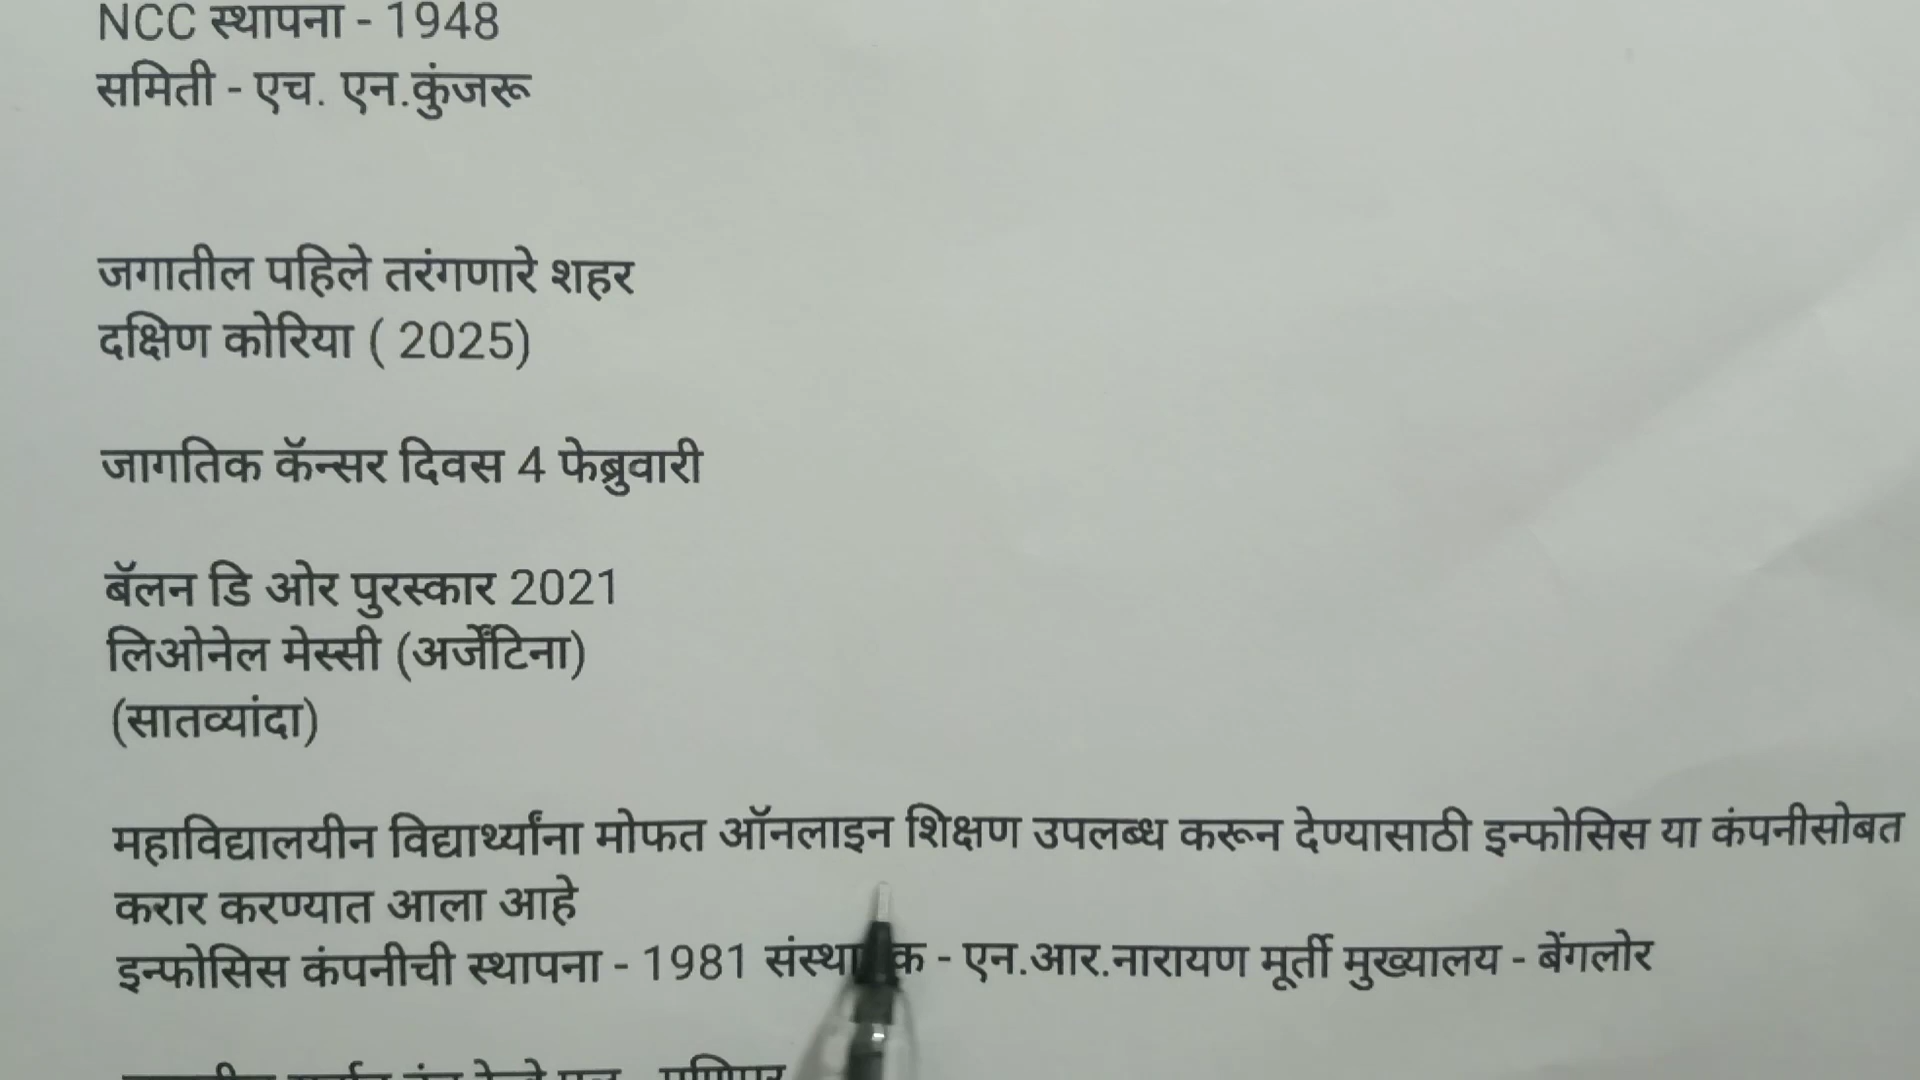 NCC स्थापना - 1948
समिती - एच. एन.कुंजरू
जगातील पहिले तरंगणारे शहर
दक्षिण कोरिया ( 2025)
जागतिक कॅन्सर दिवस 4 फेब्रुवारी
बॅलन डि ओर पुरस्कार 2021
लिओनेल मेस्सी (अर्जेंटिना)
(सातव्यांदा)
महाविद्यालयीन विद्यार्थ्यांना मोफत ऑनलाइन शिक्षण उपलब्ध करून देण्यासाठी इन्फोसिस या कंपनीसोबत
करार करण्यात आला आहे
इन्फोसिस कंपनीची स्थापना - 1981 संस्थापक - एन.आर.नारायण मूर्ती मुख्यालय - बेंगलोर